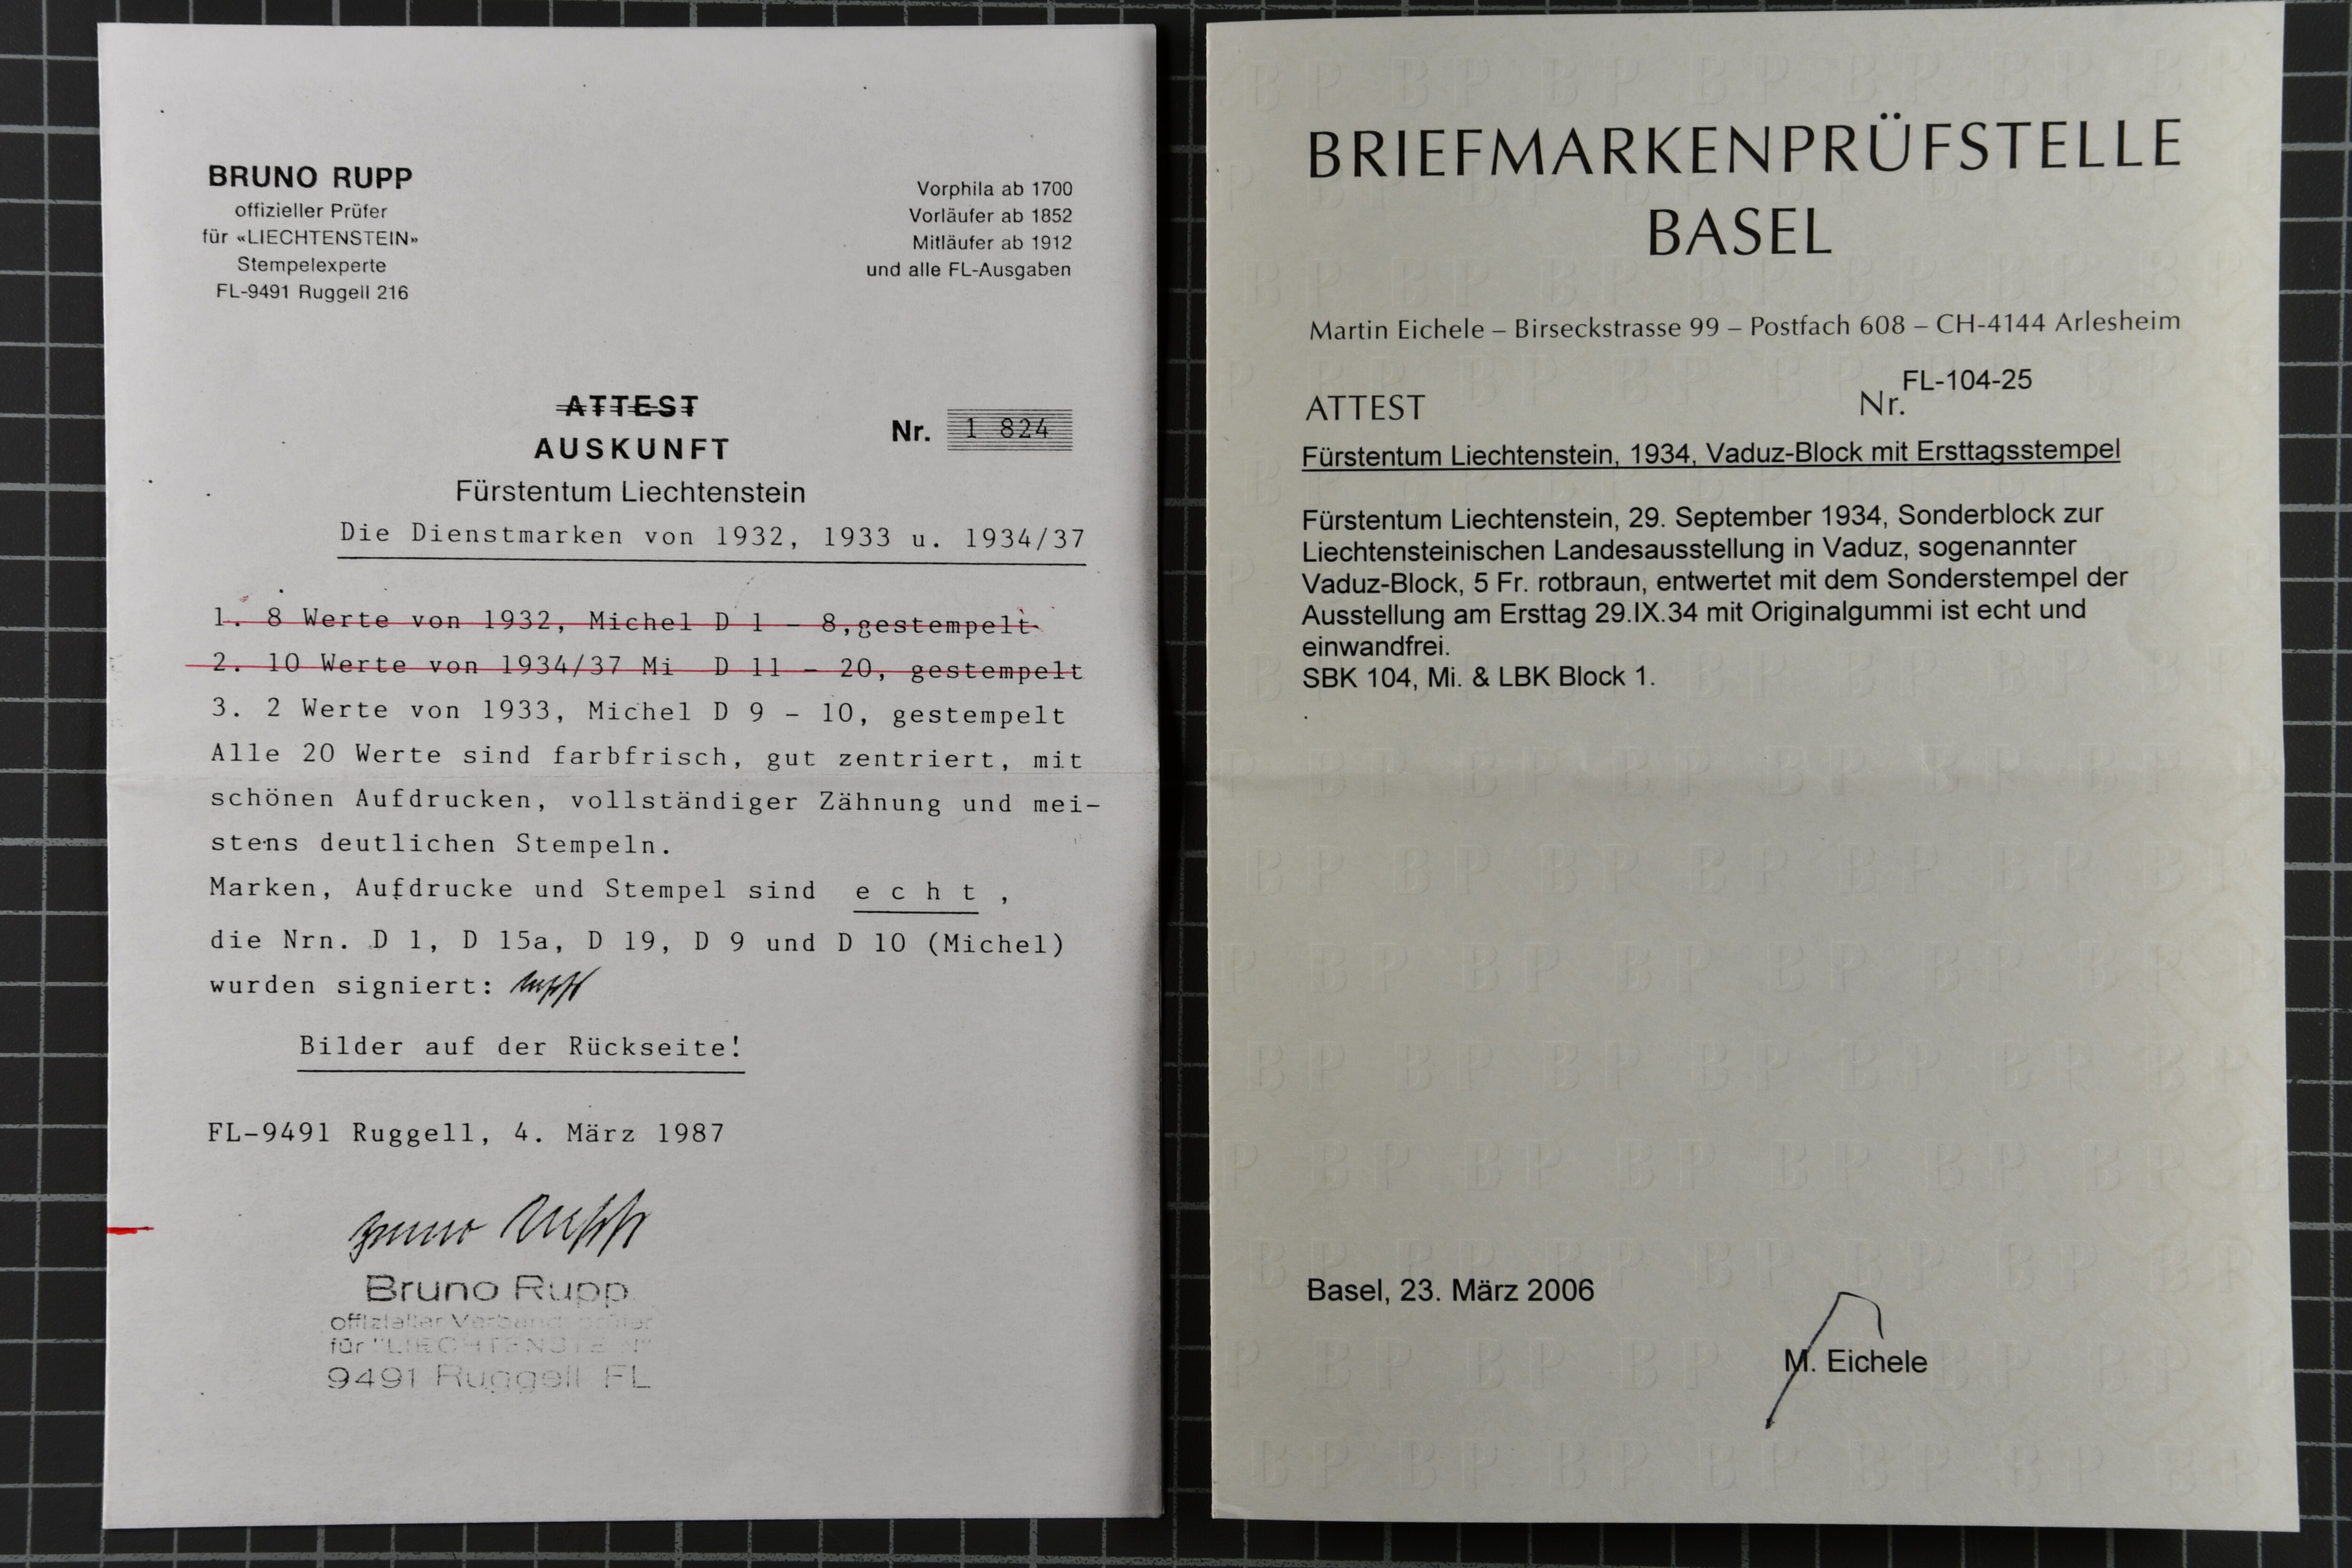 BRUNO RUPP
offizieller Prüfer
für «LIECHTENSTEIN»
Stempelexperte
FL-9491 Ruggell 216
Vorphila ab 1700
Vorläufer ab 1852
Mitläufer ab 1912
und alle FL-Ausgaben
ATTEST
AUSKUNFT
Nr. 1 824
Fürstentum Liechtenstein
Die Dienstmarken von 1932, 1933 u. 1934/37
1. 8 Werte von 1932, Michel D 1 - 8,gestempelt
2. 10 Werte von 1934/37 Mi D 11 - 20, gestempelt
3. 2 Werte von 1933, Michel D 9 - 10, gestempelt
Alle 20 Werte sind farbfrisch, gut zentriert, mit
schönen Aufdrucken, vollständiger Zähnung und mei-
stens deutlichen Stempeln.
Marken, Aufdrucke und Stempel sind e c h t ,
die Nrn. D 1, D 15a, D 19, D 9 und D 10 (Michel)
wurden signiert: Rupp
Bilder auf der Rückseite!
FL-9491 Ruggell, 4. März 1987
Bruno Rupp
Bruno Rupp
offizieller Verbandsprüfer
für "LIECHTENSTEIN"
9491 Ruggell FL
BRIEFMARKENPRÜFSTELLE
BASEL
Martin Eichele – Birseckstrasse 99 – Postfach 608 – CH-4144 Arlesheim
ATTEST
Nr. FL-104-25
Fürstentum Liechtenstein, 1934, Vaduz-Block mit Ersttagsstempel
Fürstentum Liechtenstein, 29. September 1934, Sonderblock zur
Liechtensteinischen Landesausstellung in Vaduz, sogenannter
Vaduz-Block, 5 Fr. rotbraun, entwertet mit dem Sonderstempel der
Ausstellung am Ersttag 29.IX.34 mit Originalgummi ist echt und
einwandfrei.
SBK 104, Mi. & LBK Block 1.
Basel, 23. März 2006
M. Eichele